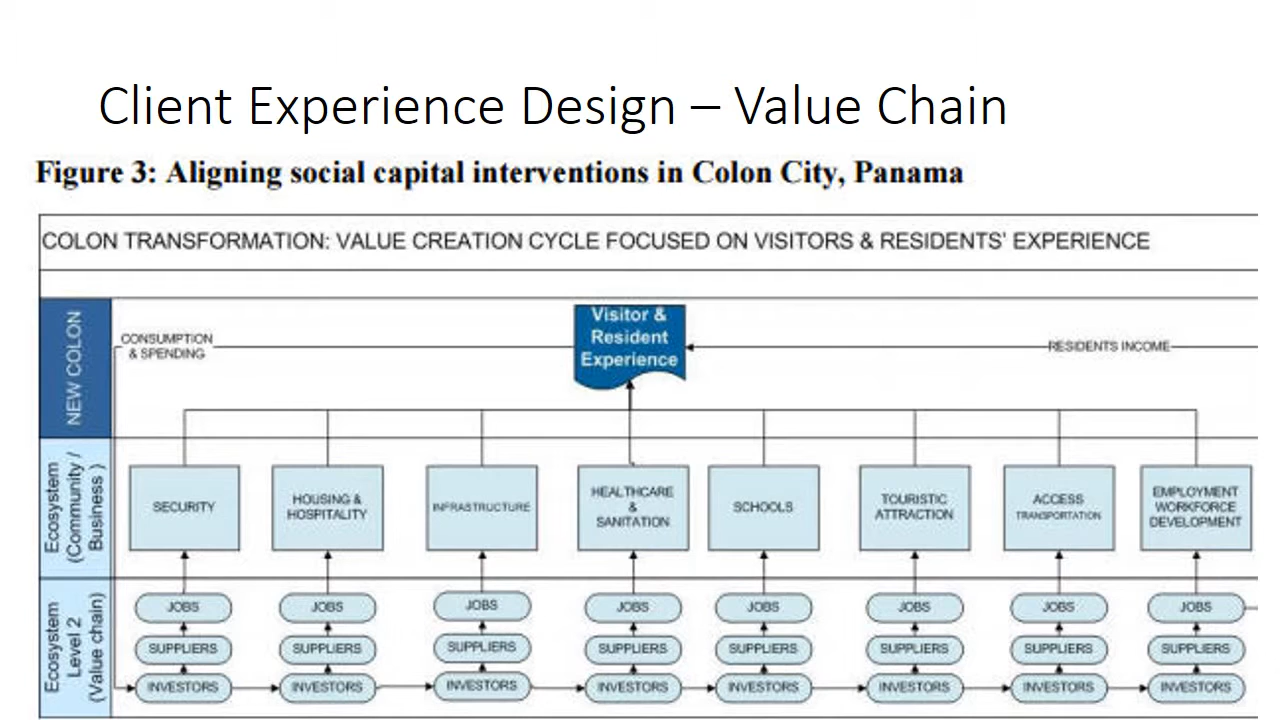 Client Experience Design – Value Chain
Figure 3: Aligning social capital interventions in Colon City, Panama
COLON TRANSFORMATION: VALUE CREATION CYCLE FOCUSED ON VISITORS & RESIDENTS' EXPERIENCE
NEW COLON
CONSUMPTION
& SPENDING
Visitor &
Resident
Experience
RESIDENTS INCOME
Ecosystem
(Community /
Business )
SECURITY
HOUSING &
HOSPITALITY
INFRASTRUCTURE
HEALTHCARE
&
SANITATION
SCHOOLS
TOURISTIC
ATTRACTION
ACCESS
TRANSPORTATION
EMPLOYMENT
WORKFORCE
DEVELOPMENT
Ecosystem
Level 2
(Value chain)
JOBS JOBS JOBS JOBS JOBS JOBS JOBS JOBS
SUPPLIERS SUPPLIERS SUPPLIERS SUPPLIERS SUPPLIERS SUPPLIERS SUPPLIERS SUPPLIERS
INVESTORS INVESTORS INVESTORS INVESTORS INVESTORS INVESTORS INVESTORS INVESTORS